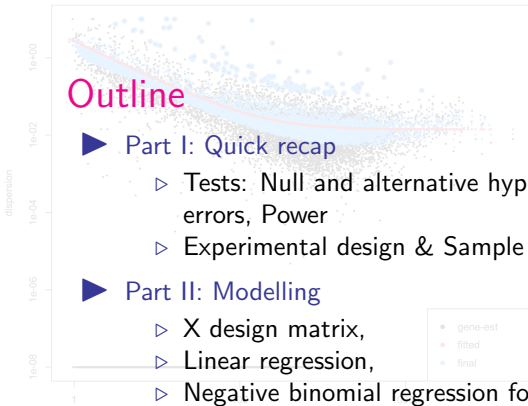 Outline
Part I: Quick recap
Tests: Null and alternative hyp
errors, Power
Experimental design & Sample
Part II: Modelling
X design matrix,
Linear regression,
Negative binomial regression fo
1e+00
1e-02
1e-04
1e-06
1e-08
dispersion
gene-est
fitted
final